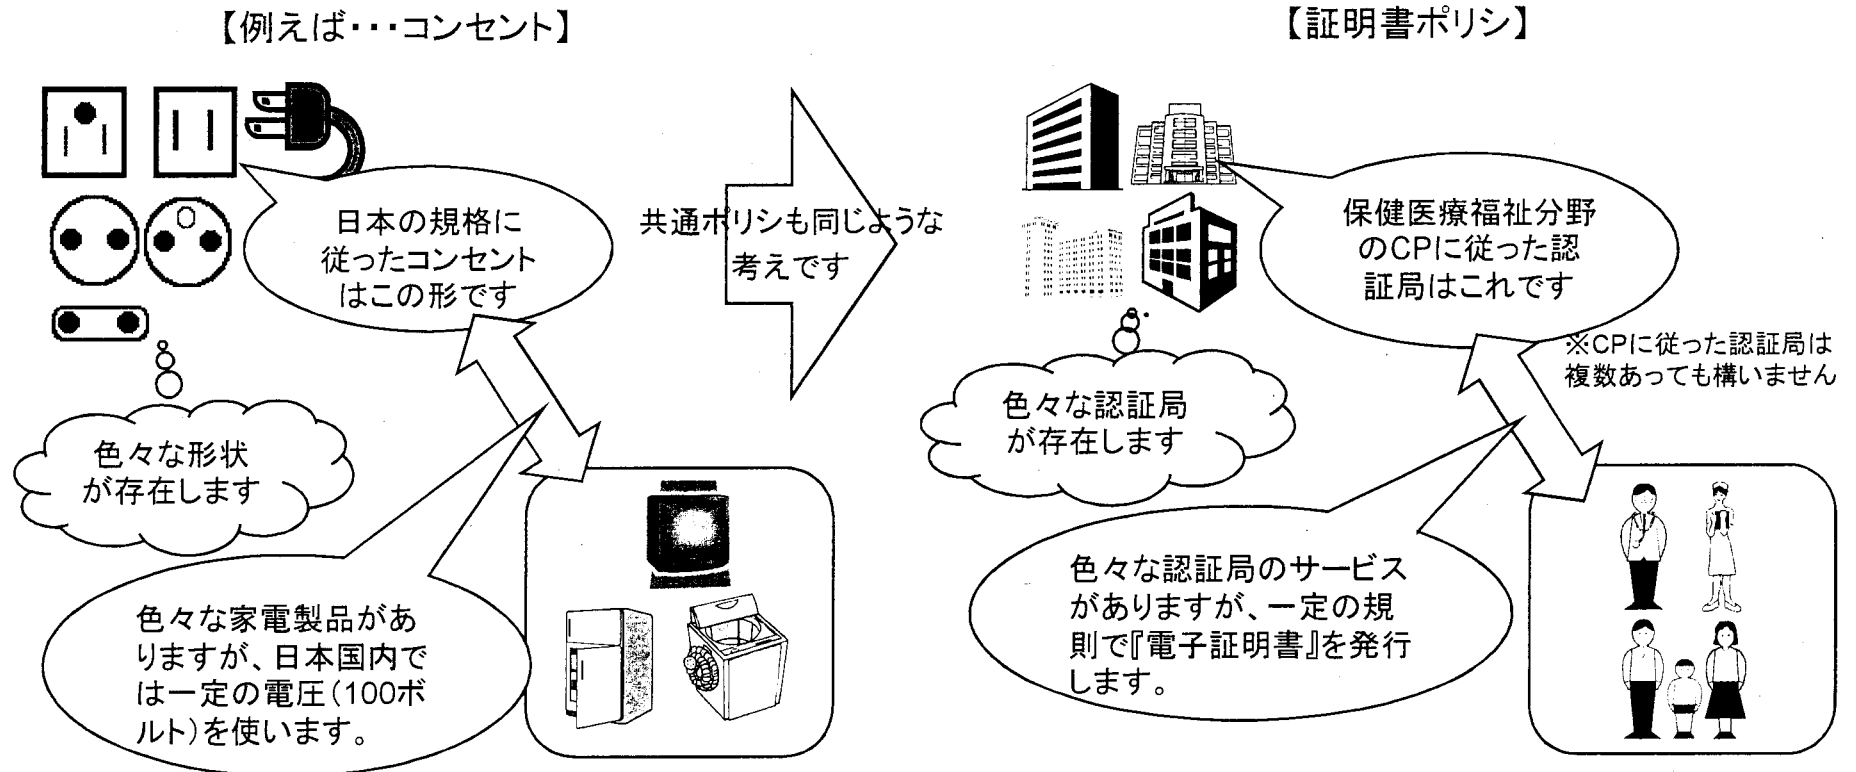 【例えば・・・コンセント】
日本の規格に
従ったコンセント
はこの形です
色々な形状
が存在します
色々な家電製品があ
りますが、日本国内で
は一定の電圧(100ボ
ルト)を使います。
共通ポリシも同じような
考えです
【証明書ポリシ】
保健医療福祉分野
のCPに従った認
証局はこれです
※CPに従った認証局は
複数あっても構いません
色々な認証局
が存在します
色々な認証局のサービス
がありますが、一定の規
則で『電子証明書』を発行
します。